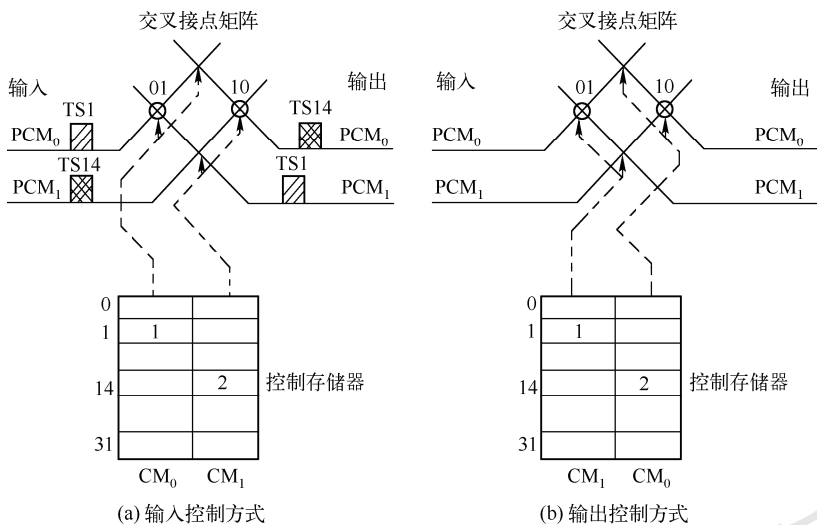 交叉接点矩阵
输入
01
10
输出
TS1
TS14
PCM₀
PCM₀
TS14
TS1
PCM₁
PCM₁
0
1
1
14
2
控制存储器
31
CM₀
CM₁
(a) 输入控制方式
交叉接点矩阵
输入
01
10
输出
PCM₀
PCM₀
PCM₁
PCM₁
0
1
1
14
2
控制存储器
31
CM₁
CM₀
(b) 输出控制方式